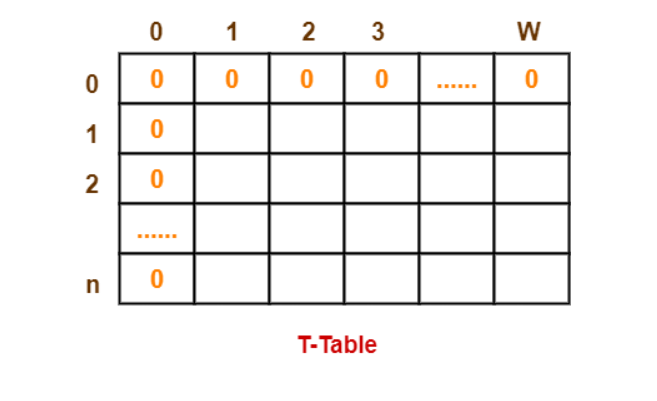 0 1 2 3 W
0 0 0 0 0 ...... 0
1 0
2 0
......
n 0
T-Table